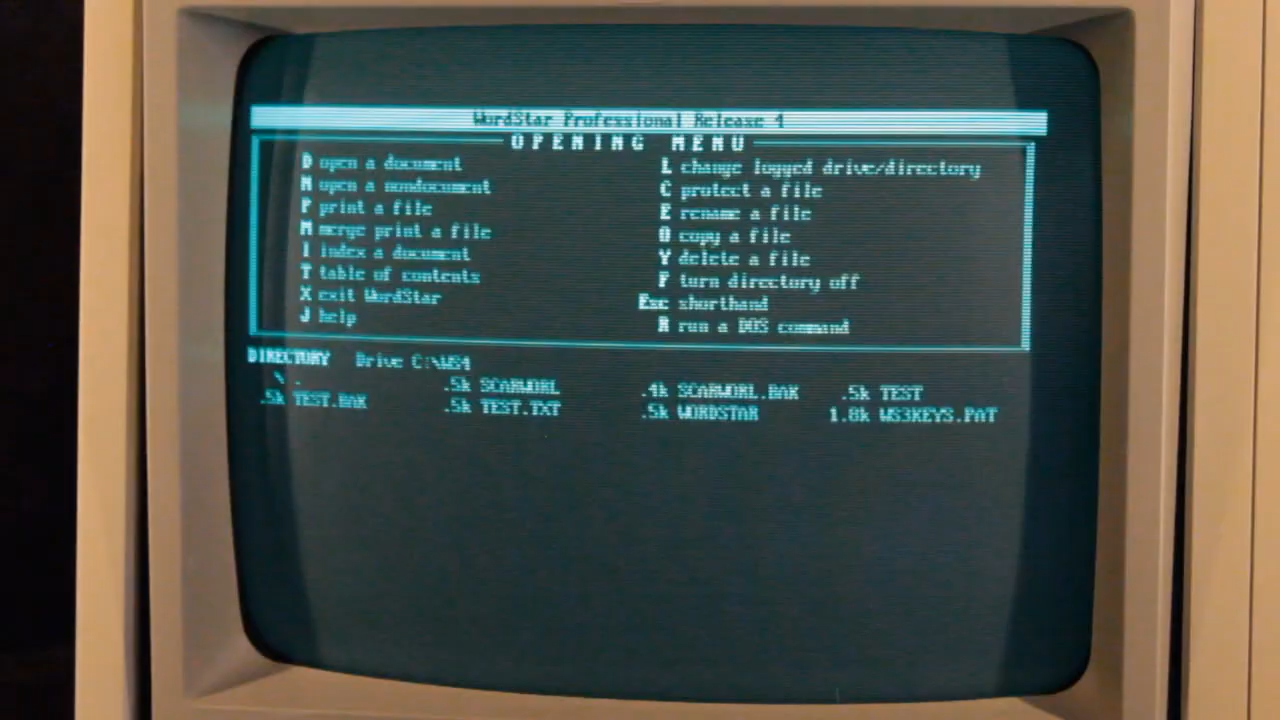 WordStar Professional Release 4
OPENING MENU
D open a document L change logged drive/directory
N open a nondocument C protect a file
P print a file E rename a file
M merge print a file O copy a file
I index a document Y delete a file
T table of contents F turn directory off
X exit WordStar Esc shorthand
J help R run a DOS command
DIRECTORY Drive C:\WS4
\ . .5k SCARWORL .4k SCARWORL.BAK .5k TEST
.5k TEST.BAK .5k TEST.TXT .5k WORDSTAR 1.8k WS3KEYS.PAT